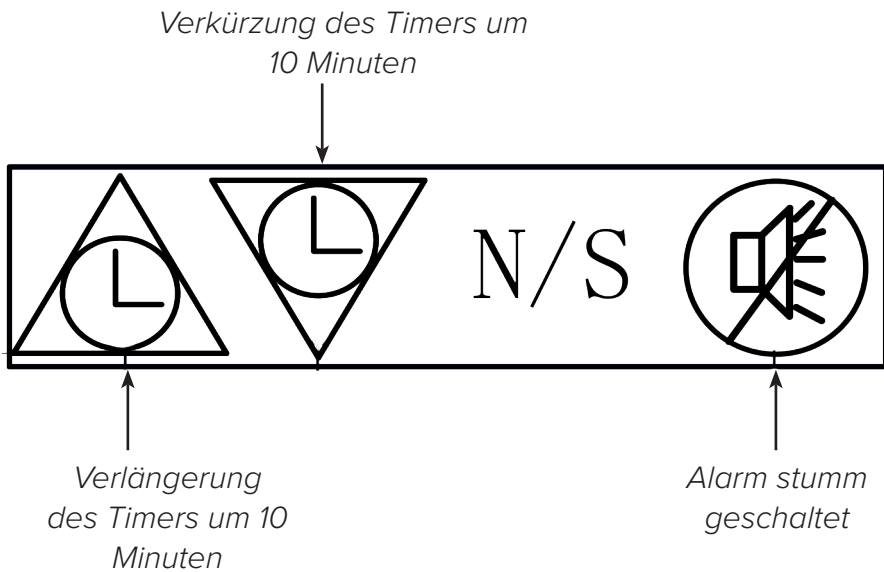 Verkürzung des Timers um
10 Minuten
N/S
Verlängerung
des Timers um 10
Minuten
Alarm stumm
geschaltet